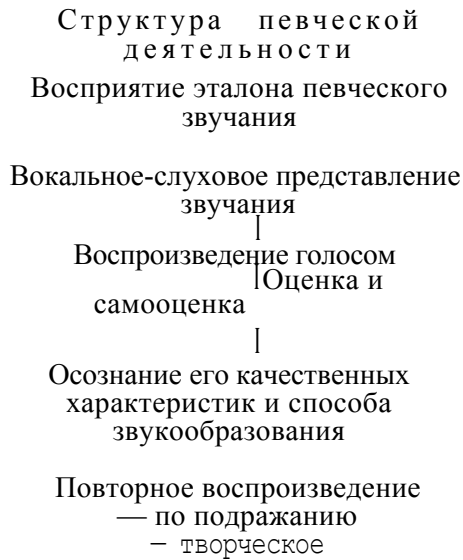 Структура певческой
деятельности
Восприятие эталона певческого
звучания
Вокальное-слуховое представление
звучания
Воспроизведение голосом
Оценка и
самооценка
Осознание его качественных
характеристик и способа
звукообразования
Повторное воспроизведение
— по подражанию
– творческое